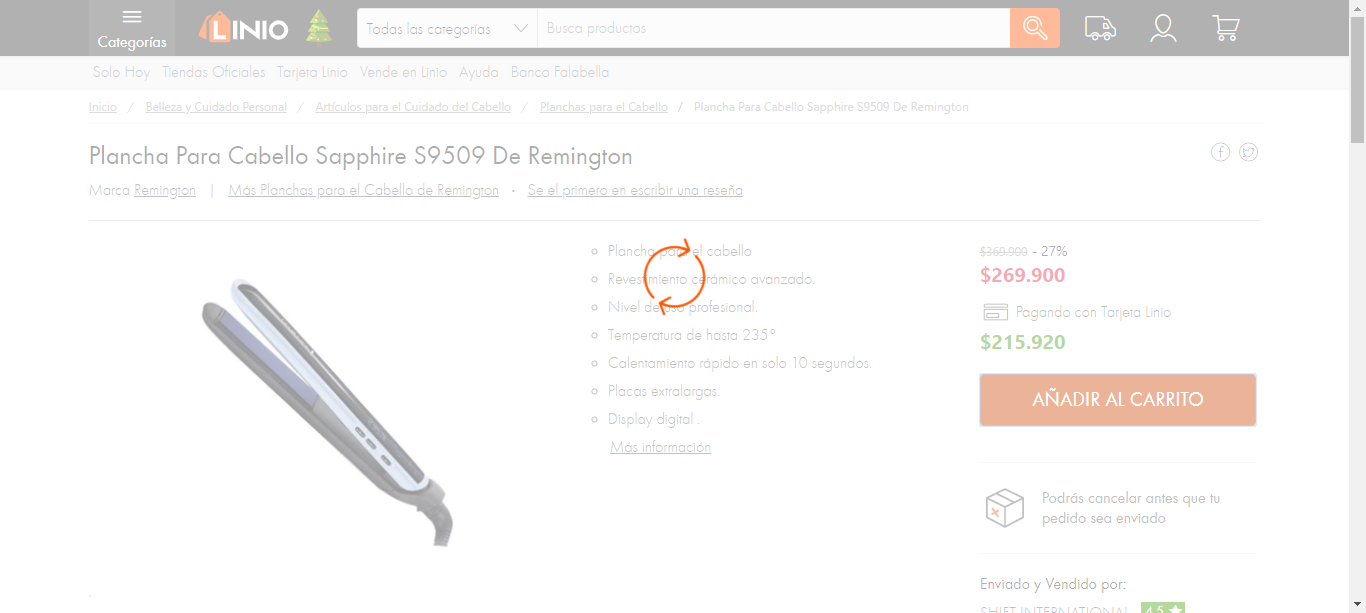 Categorías
LINIO
Todas las categorías
Busca productos
Solo Hoy Tiendas Oficiales Tarjeta Linio Vende en Linio Ayuda Banco Falabella
Inicio / Belleza y Cuidado Personal / Artículos para el Cuidado del Cabello / Planchas para el Cabello / Plancha Para Cabello Sapphire S9509 De Remington
Plancha Para Cabello Sapphire S9509 De Remington
Marca Remington | Más Planchas para el Cabello de Remington · Se el primero en escribir una reseña
Plancha para el cabello
Revestimiento cerámico avanzado.
Nivel de uso profesional.
Temperatura de hasta 235°
Calentamiento rápido en solo 10 segundos.
Placas extralargas.
Display digital .
Más información
$369.900 - 27%
$269.900
Pagando con Tarjeta Linio
$215.920
AÑADIR AL CARRITO
Podrás cancelar antes que tu
pedido sea enviado
Enviado y Vendido por:
SHIFT INTERNATIONAL 4.5